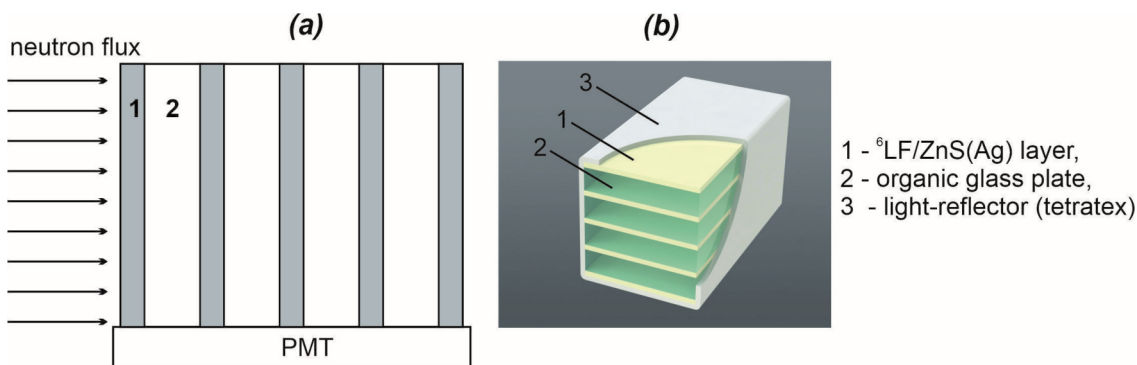 (a)
(b)
neutron flux
1
2
PMT
3
1
2
1 - ⁶LF/ZnS(Ag) layer,
2 - organic glass plate,
3 - light-reflector (tetratex)